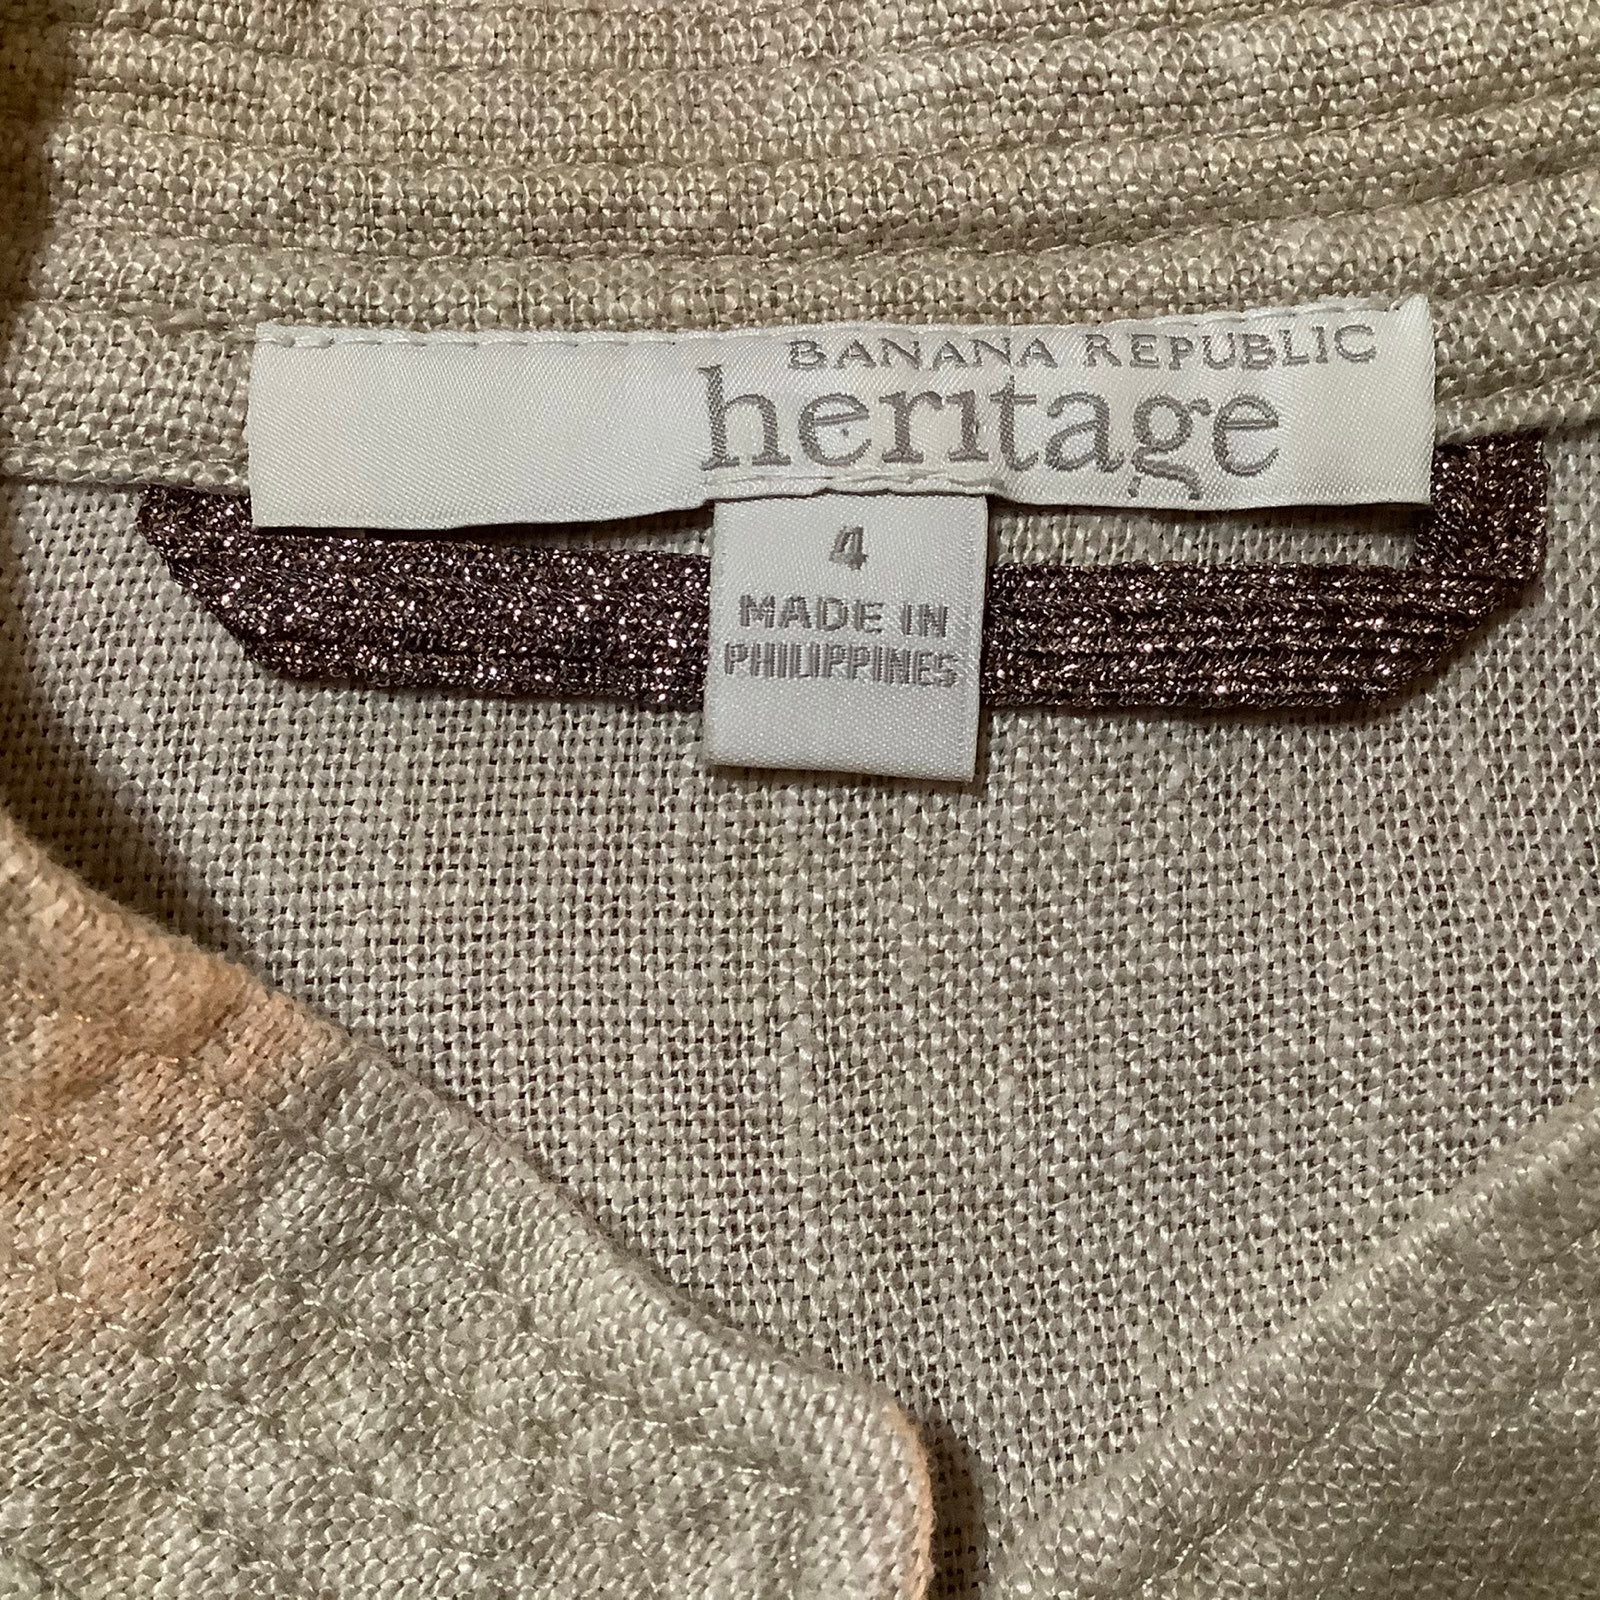 BANANA REPUBLIC
heritage
4
MADE IN
PHILIPPINES